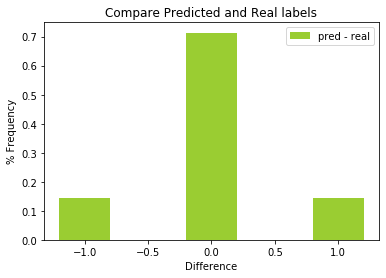 Compare Predicted and Real labels
pred - real
0.7
0.6
0.5
0.4
0.3
0.2
0.1
0.0
% Frequency
−1.0 −0.5 0.0 0.5 1.0
Difference